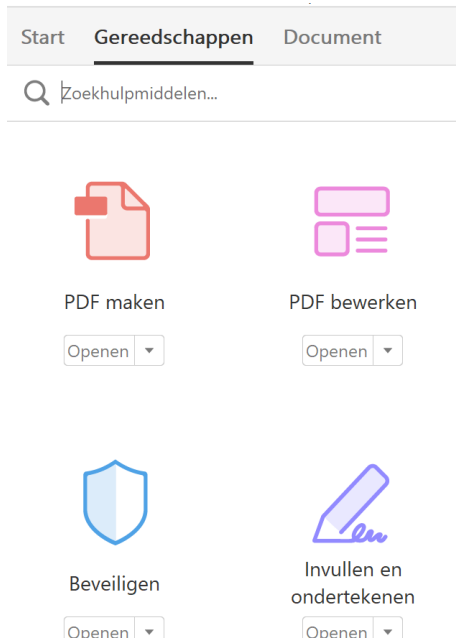 Start Gereedschappen Document
Zoekhulpmiddelen...
PDF maken PDF bewerken
Openen Openen
Beveiligen Invullen en
ondertekenen
Openen Openen